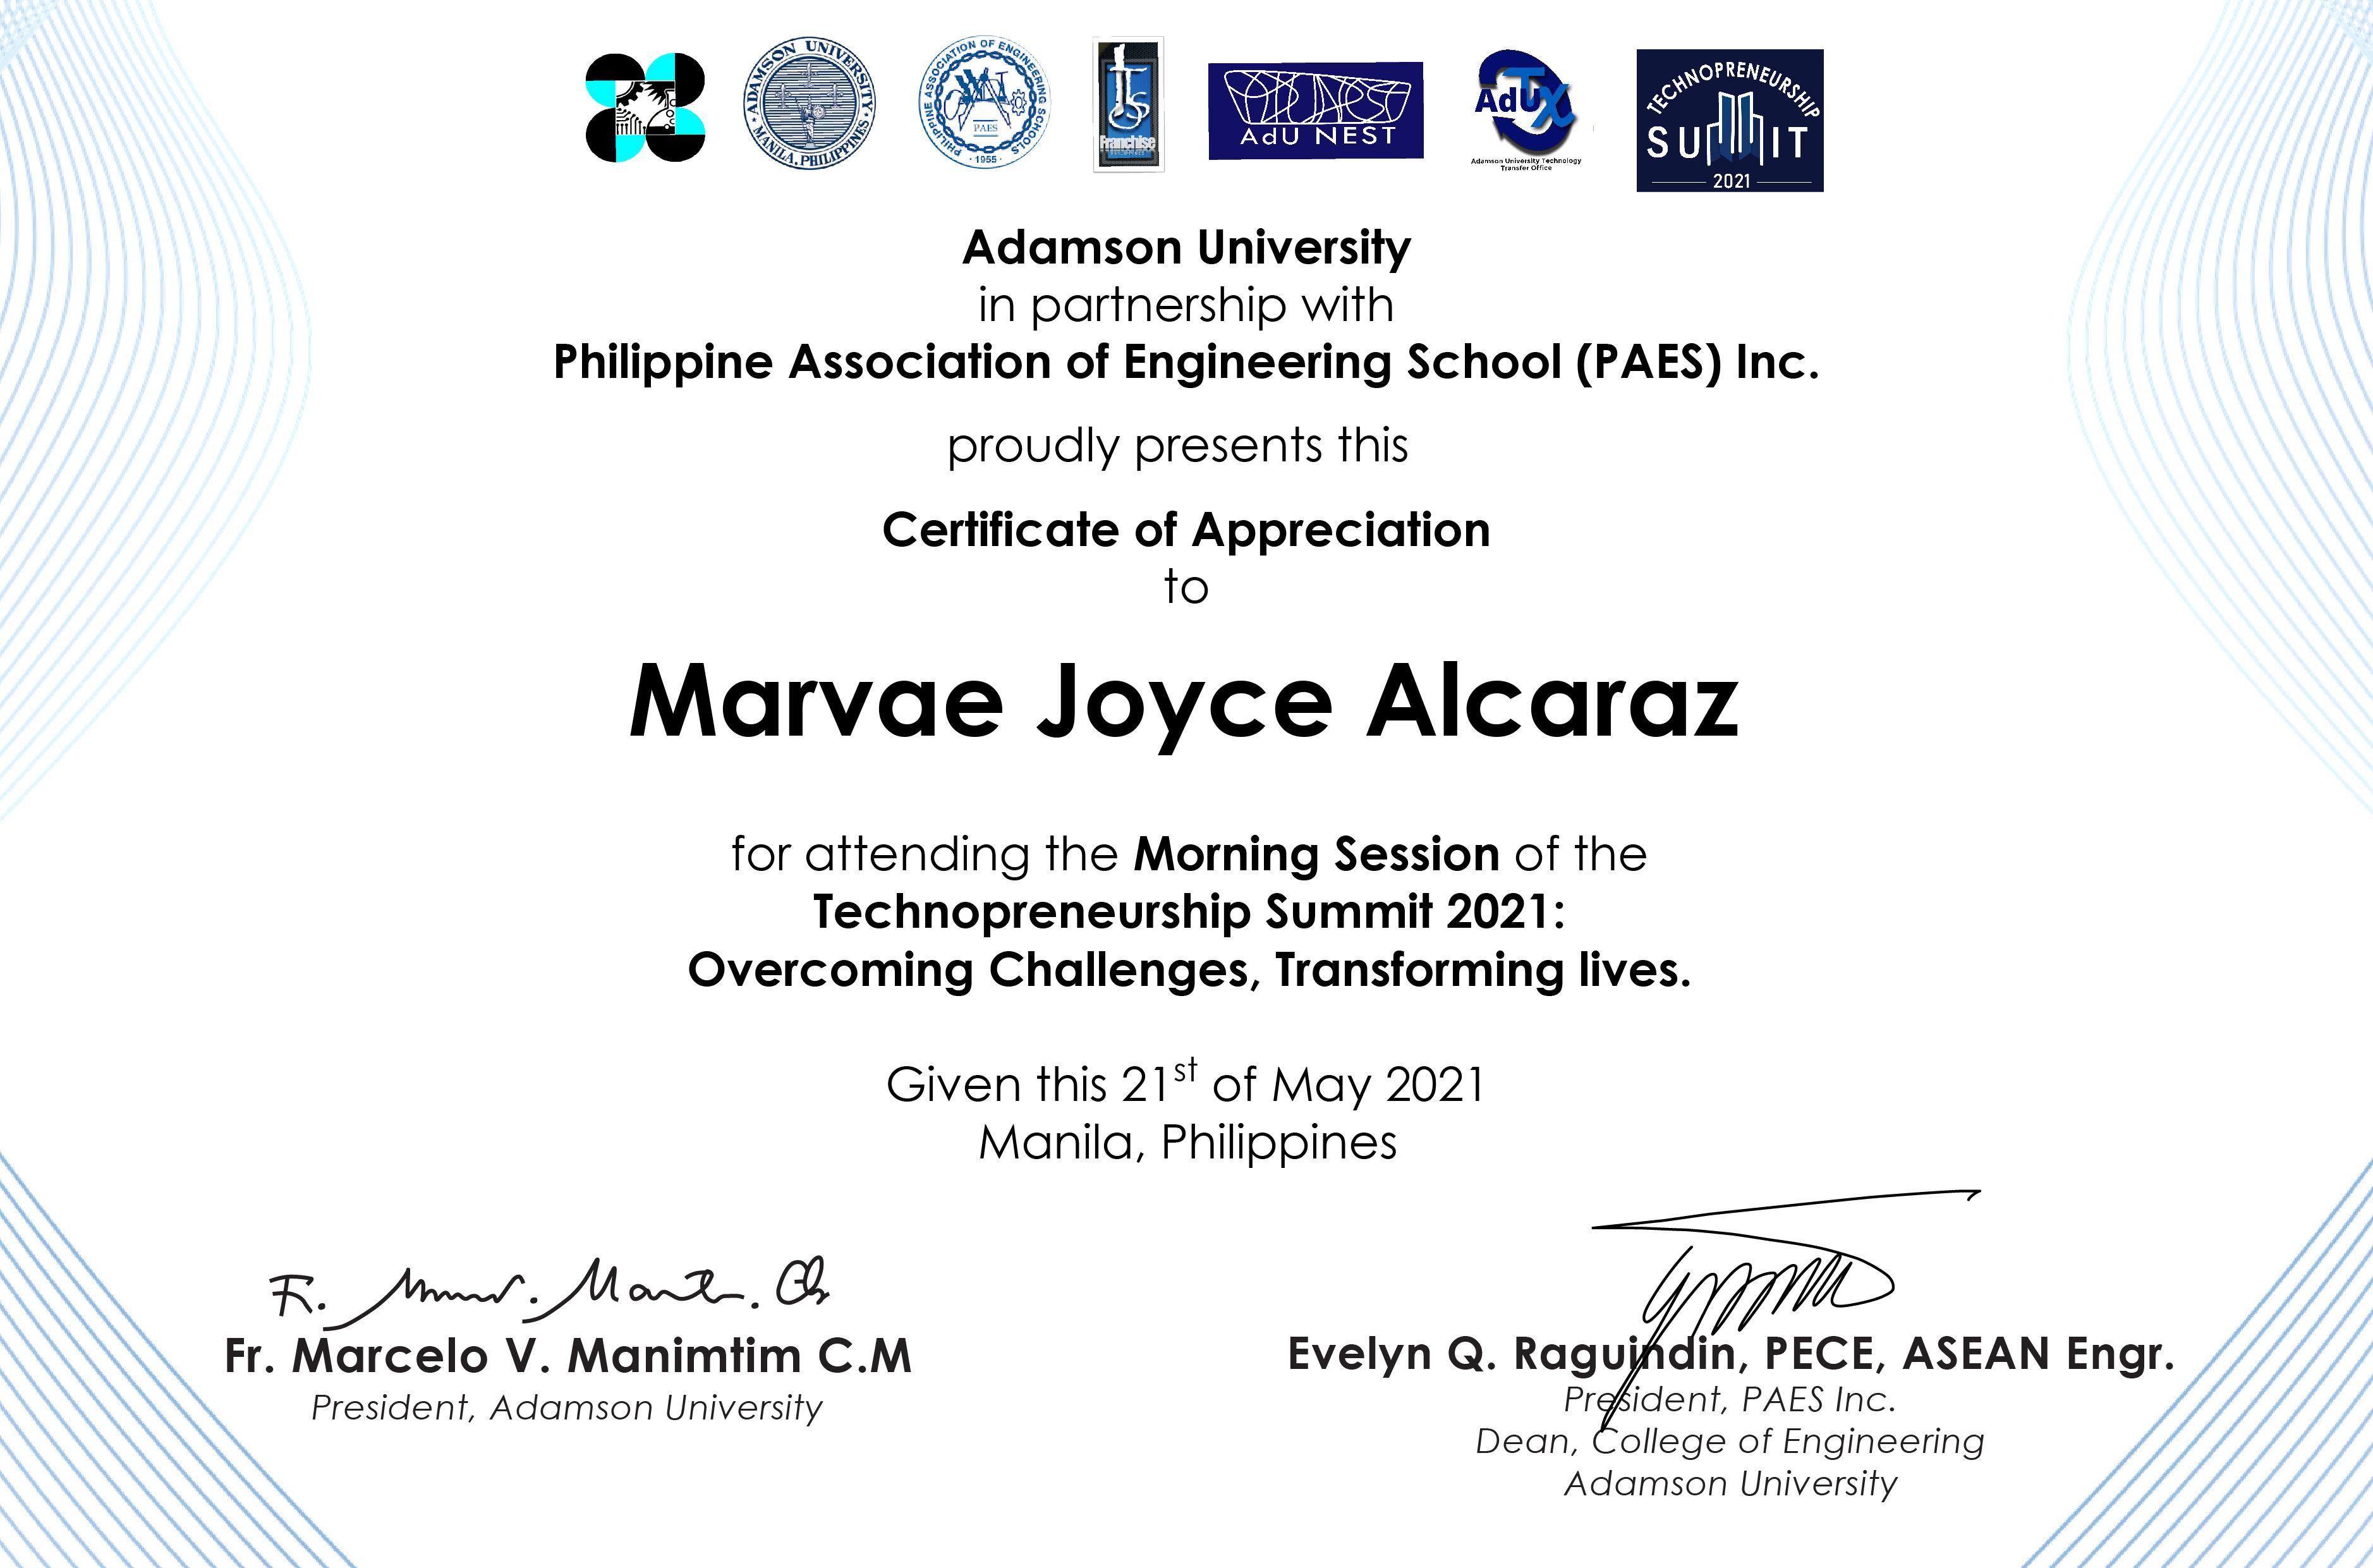 ADAMSON UNIVERSITY
MANILA, PHILIPPINES
PHILIPPINE ASSOCIATION OF ENGINEERING SCHOOLS
PAES
1955
Franchise
AdU NEST
AdUTX
Adamson University Technology
Transfer Office
TECHNOPRENEURSHIP
SUMMIT
2021
Adamson University
in partnership with
Philippine Association of Engineering School (PAES) Inc.
proudly presents this
Certificate of Appreciation
to
Marvae Joyce Alcaraz
for attending the Morning Session of the
Technopreneurship Summit 2021:
Overcoming Challenges, Transforming lives.
Given this 21st of May 2021
Manila, Philippines
Fr. Marcelo V. Manimtim C.M
President, Adamson University
Evelyn Q. Raguindin, PECE, ASEAN Engr.
President, PAES Inc.
Dean, College of Engineering
Adamson University